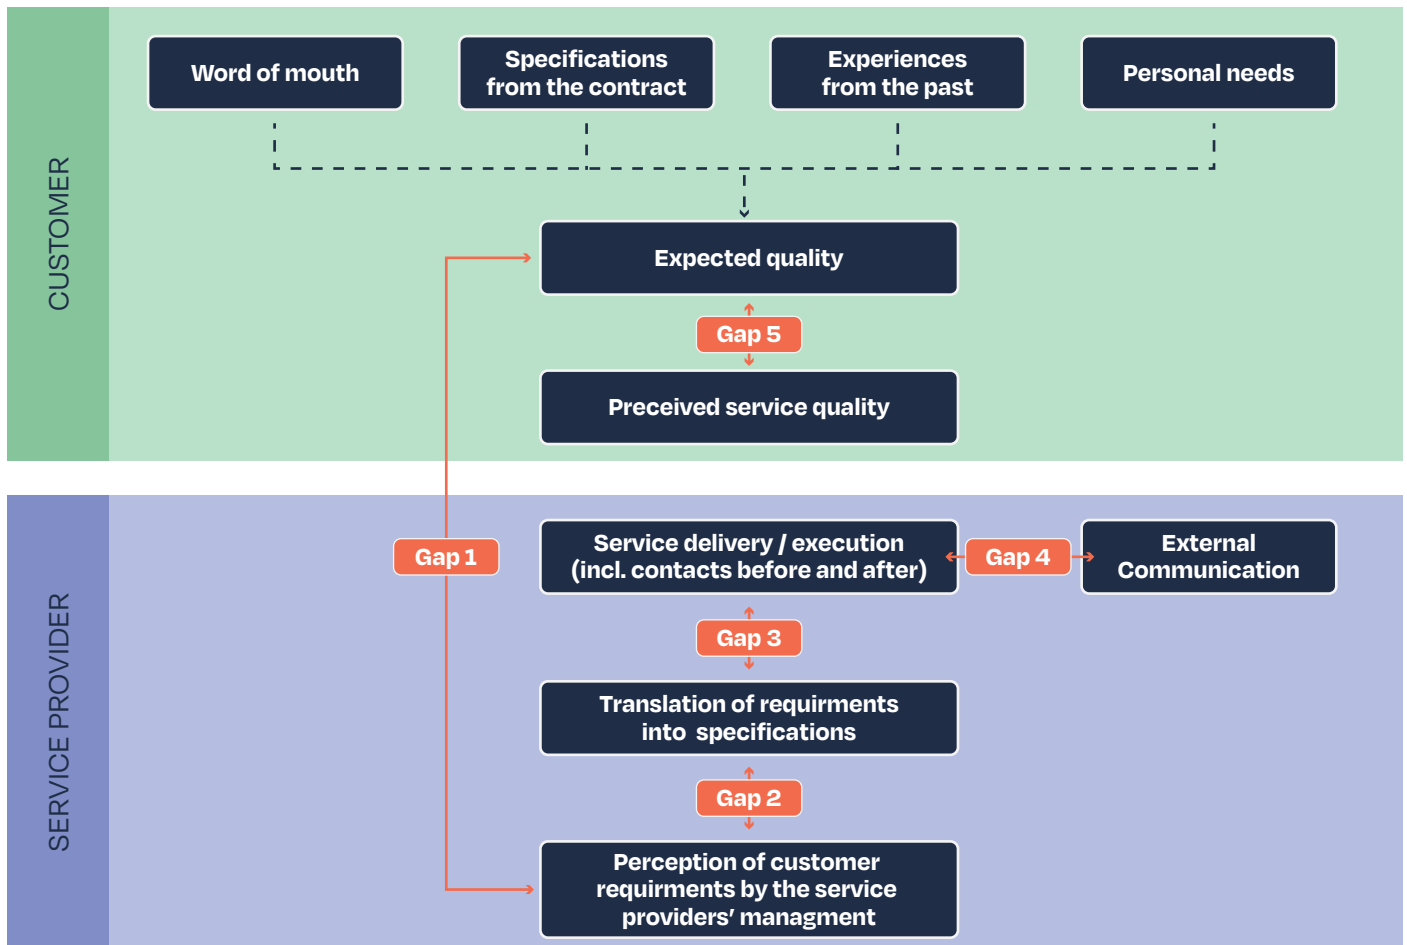 CUSTOMER
Word of mouth
Specifications
from the contract
Experiences
from the past
Personal needs
Expected quality
Gap 5
Preceived service quality
SERVICE PROVIDER
Gap 1
Service delivery / execution
(incl. contacts before and after)
Gap 4
External
Communication
Gap 3
Translation of requirments
into specifications
Gap 2
Perception of customer
requirments by the service
providers’ managment